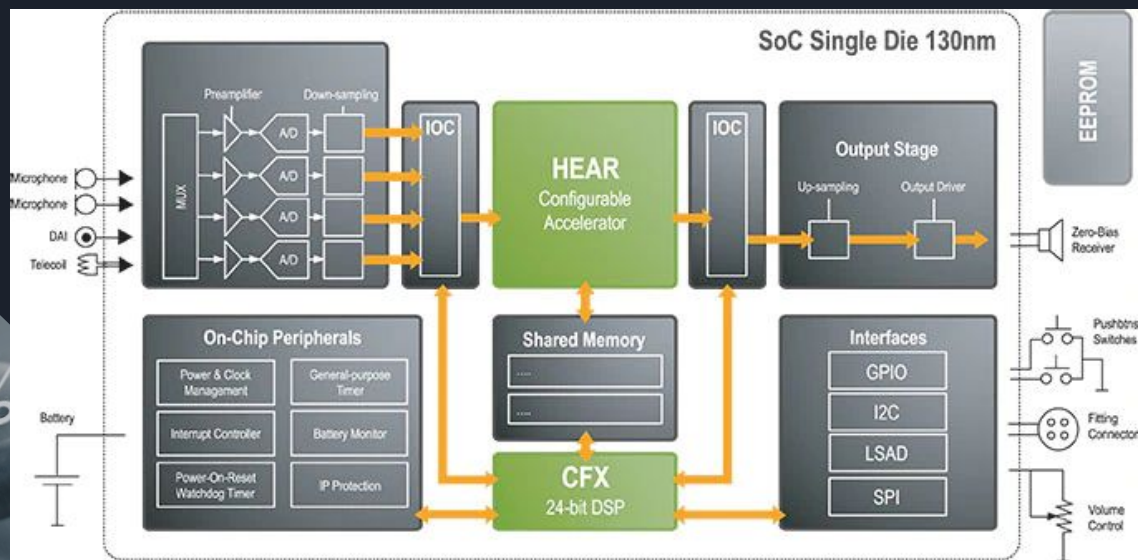 SoC Single Die 130nm
EEPROM
Preamplifier
Down-sampling
MUX
A/D
A/D
A/D
A/D
IOC
HEAR
Configurable
Accelerator
IOC
Output Stage
Up-sampling
Output Driver
Microphone
Microphone
DAI
Telecoil
Zero-Bias
Receiver
On-Chip Peripherals
Power & Clock
Management
General-purpose
Timer
Interrupt Controller
Battery Monitor
Power-On-Reset
Watchdog Timer
IP Protection
Battery
Shared Memory
....
....
CFX
24-bit DSP
Interfaces
GPIO
I2C
LSAD
SPI
Pushbtns
Switches
Fitting
Connector
Volume
Control